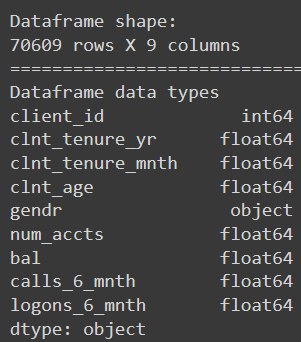 Dataframe shape:
70609 rows X 9 columns
==============================
Dataframe data types
client_id int64
clnt_tenure_yr float64
clnt_tenure_mnth float64
clnt_age float64
gendr object
num_accts float64
bal float64
calls_6_mnth float64
logons_6_mnth float64
dtype: object